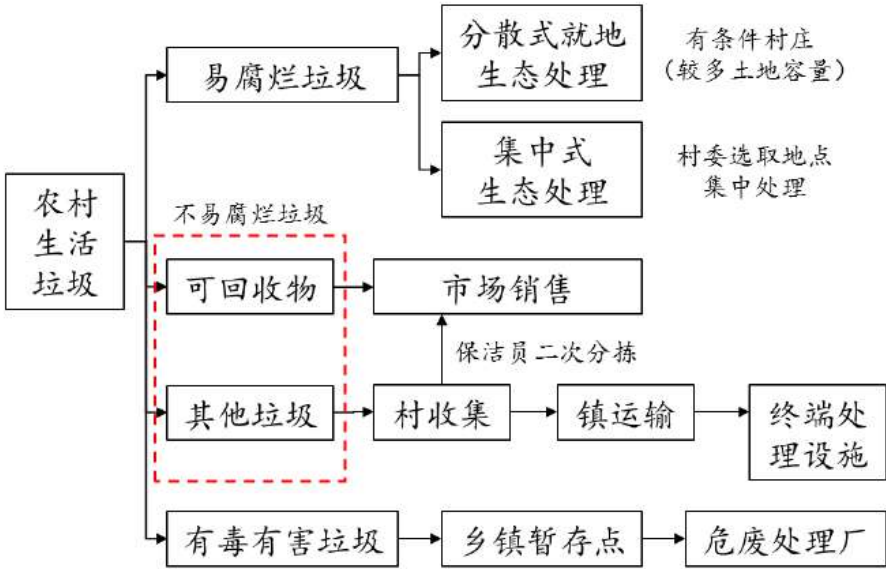 农村
生活
垃圾
易腐烂垃圾
分散式就地
生态处理
有条件村庄
（较多土地容量）
集中式
生态处理
村委选取地点
集中处理
不易腐烂垃圾
可回收物
市场销售
保洁员二次分拣
其他垃圾
村收集
镇运输
终端处
理设施
有毒有害垃圾
乡镇暂存点
危废处理厂